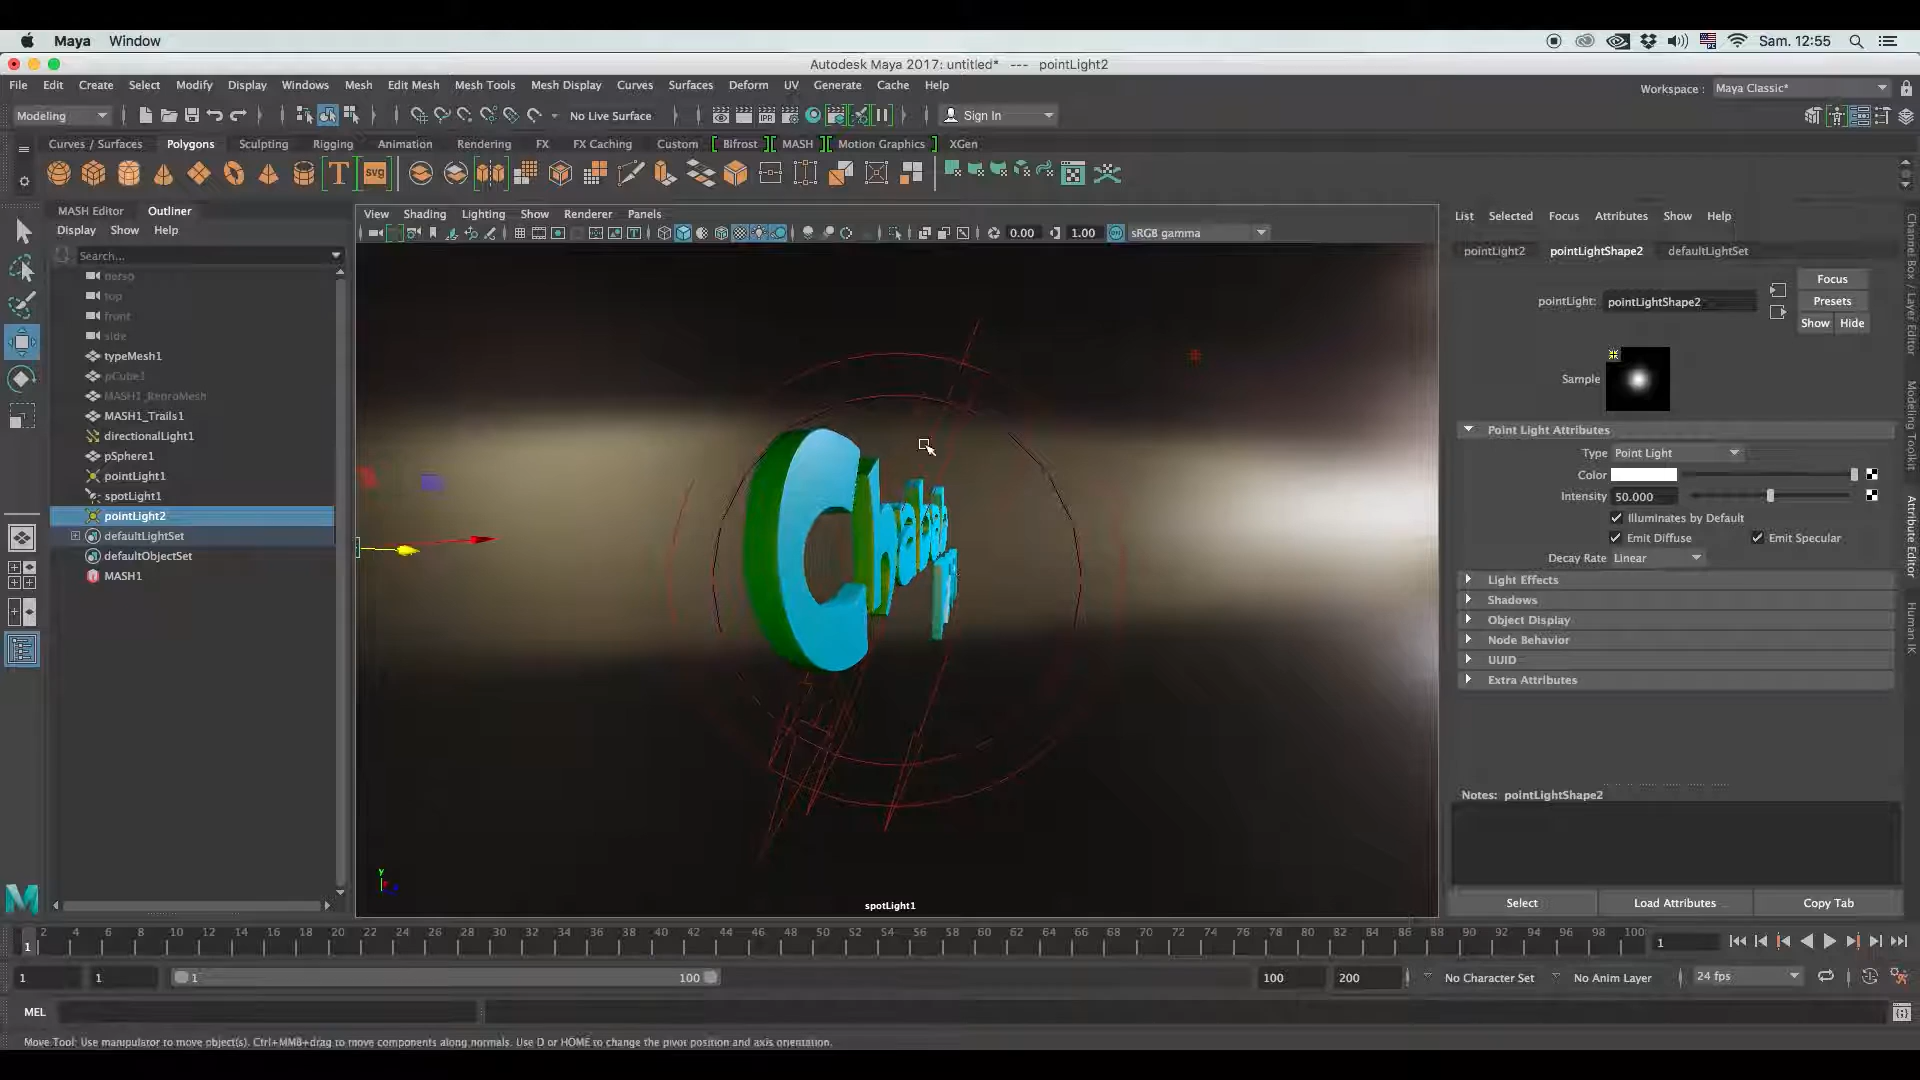 Maya Window
Sam. 12:55
Autodesk Maya 2017: untitled* --- pointLight2
File Edit Create Select Modify Display Windows Mesh Edit Mesh Mesh Tools Mesh Display Curves Surfaces Deform UV Generate Cache Help
Workspace : Maya Classic*
Modeling
No Live Surface
Sign In
Curves / Surfaces Polygons Sculpting Rigging Animation Rendering FX FX Caching Custom Bifrost MASH Motion Graphics XGen
T svg
MASH Editor Outliner
Display Show Help
Search...
persp
top
front
side
typeMesh1
pCube1
MASH1_ReproMesh
MASH1_Trails1
directionalLight1
pSphere1
pointLight1
spotLight1
pointLight2
defaultLightSet
defaultObjectSet
MASH1
View Shading Lighting Show Renderer Panels
0.00 1.00 sRGB gamma
spotLight1
List Selected Focus Attributes Show Help
pointLight2 pointLightShape2 defaultLightSet
pointLight: pointLightShape2
Focus
Presets
Show Hide
Sample
Point Light Attributes
Type Point Light
Color
Intensity 50.000
Illuminates by Default
Emit Diffuse Emit Specular
Decay Rate Linear
Light Effects
Shadows
Object Display
Node Behavior
UUID
Extra Attributes
Notes: pointLightShape2
Select Load Attributes Copy Tab
Channel Box / Layer Editor
Modeling Toolkit
Attribute Editor
Human IK
1 2 4 6 8 10 12 14 16 18 20 22 24 26 28 30 32 34 36 38 40 42 44 46 48 50 52 54 56 58 60 62 64 66 68 70 72 74 76 78 80 82 84 86 88 90 92 94 96 98 100 1
1 1 1 100 100 200 No Character Set No Anim Layer 24 fps
MEL
Move Tool: Use manipulator to move object(s). Ctrl+MMB+drag to move components along normals. Use D or HOME to change the pivot position and axis orientation.